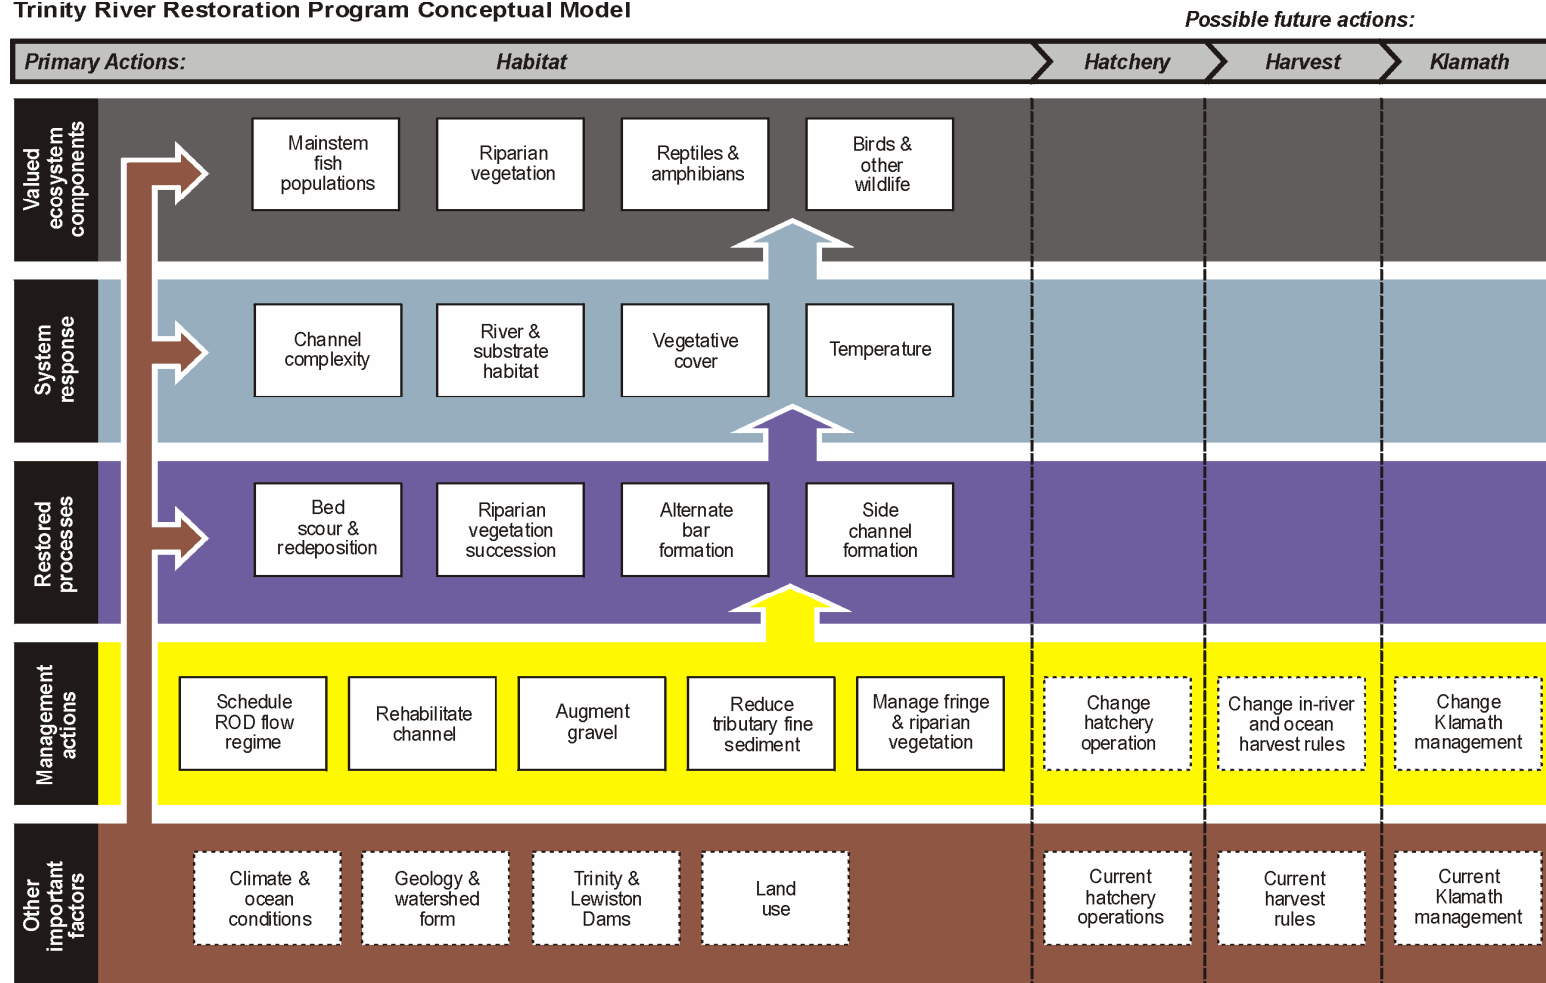 Trinity River Restoration Program Conceptual Model
Possible future actions:
Primary Actions:
Habitat
Hatchery
Harvest
Klamath
Valued
ecosystem
components
Mainstem
fish
populations
Riparian
vegetation
Reptiles &
amphibians
Birds &
other
wildlife
System
response
Channel
complexity
River &
substrate
habitat
Vegetative
cover
Temperature
Restored
processes
Bed
scour &
redeposition
Riparian
vegetation
succession
Alternate
bar
formation
Side
channel
formation
Management
actions
Schedule
ROD flow
regime
Rehabilitate
channel
Augment
gravel
Reduce
tributary fine
sediment
Manage fringe
& riparian
vegetation
Change
hatchery
operation
Change in-river
and ocean
harvest rules
Change
Klamath
management
Other
important
factors
Climate &
ocean
conditions
Geology &
watershed
form
Trinity &
Lewiston
Dams
Land
use
Current
hatchery
operations
Current
harvest
rules
Current
Klamath
management